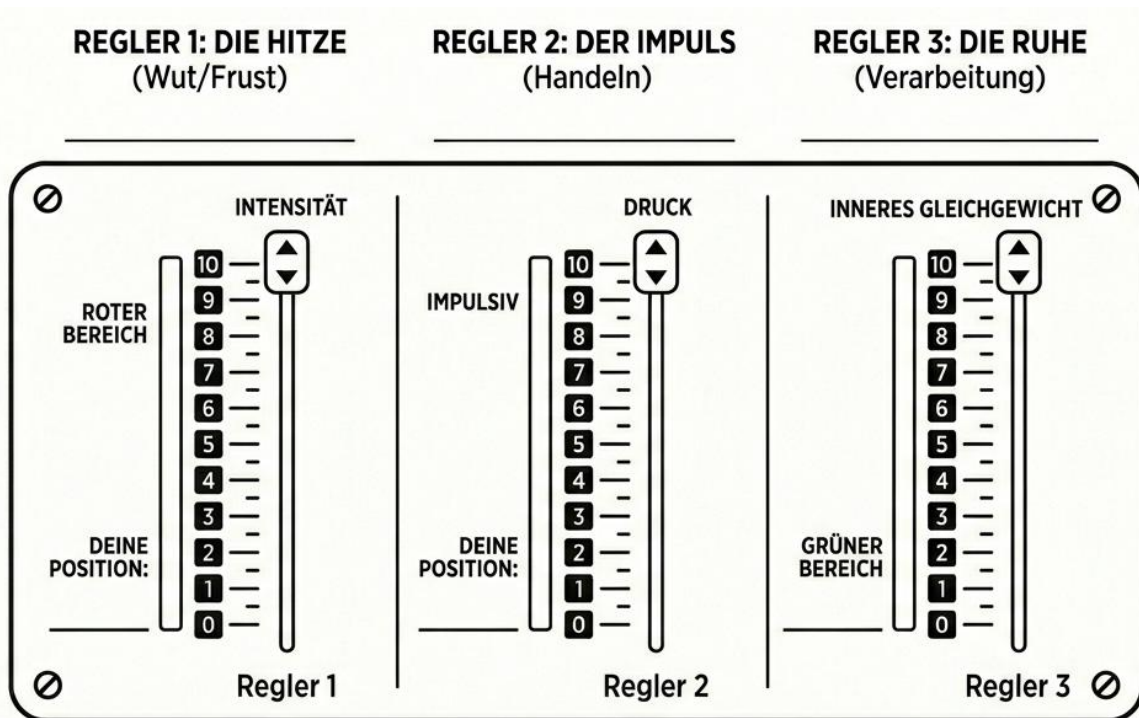 REGLER 1: DIE HITZE
(Wut/Frust)
REGLER 2: DER IMPULS
(Handeln)
REGLER 3: DIE RUHE
(Verarbeitung)
INTENSITÄT
ROTER
BEREICH
10
9
8
7
6
5
4
3
2
1
0
DEINE
POSITION:
Regler 1
DRUCK
IMPULSIV
10
9
8
7
6
5
4
3
2
1
0
DEINE
POSITION:
Regler 2
INNERES GLEICHGEWICHT
10
9
8
7
6
5
4
3
2
1
0
GRÜNER
BEREICH
Regler 3